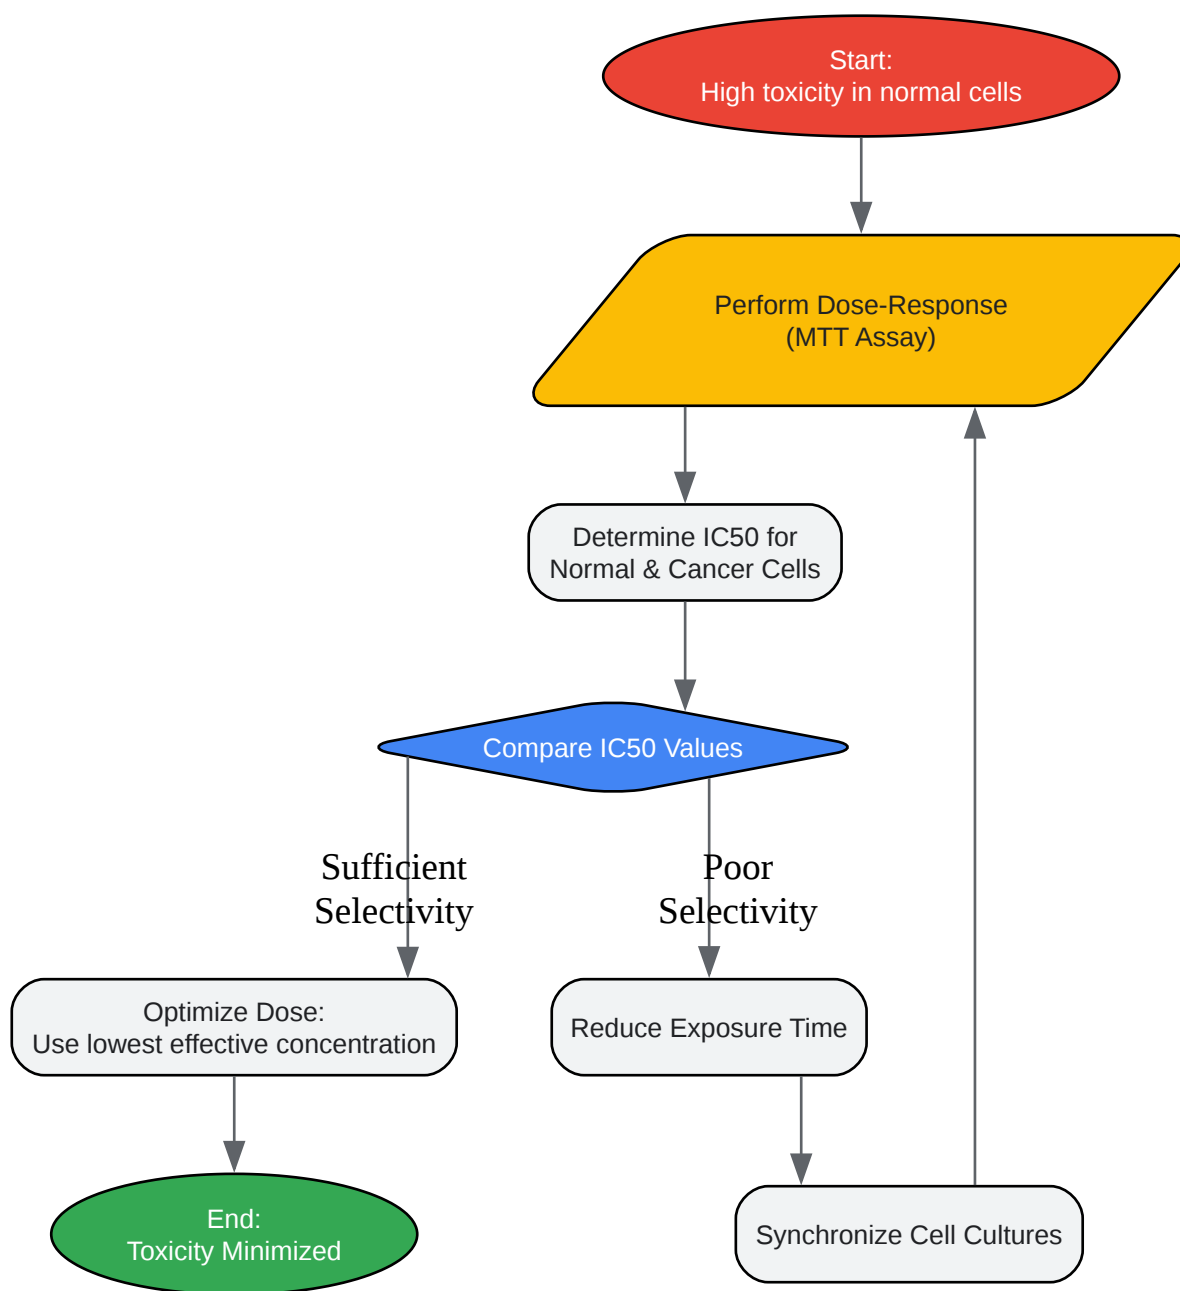 Start:
High toxicity in normal cells
Perform Dose-Response
(MTT Assay)
Determine IC50 for
Normal & Cancer Cells
Compare IC50 Values
Sufficient
Selectivity
Poor
Selectivity
Optimize Dose:
Use lowest effective concentration
Reduce Exposure Time
End:
Toxicity Minimized
Synchronize Cell Cultures